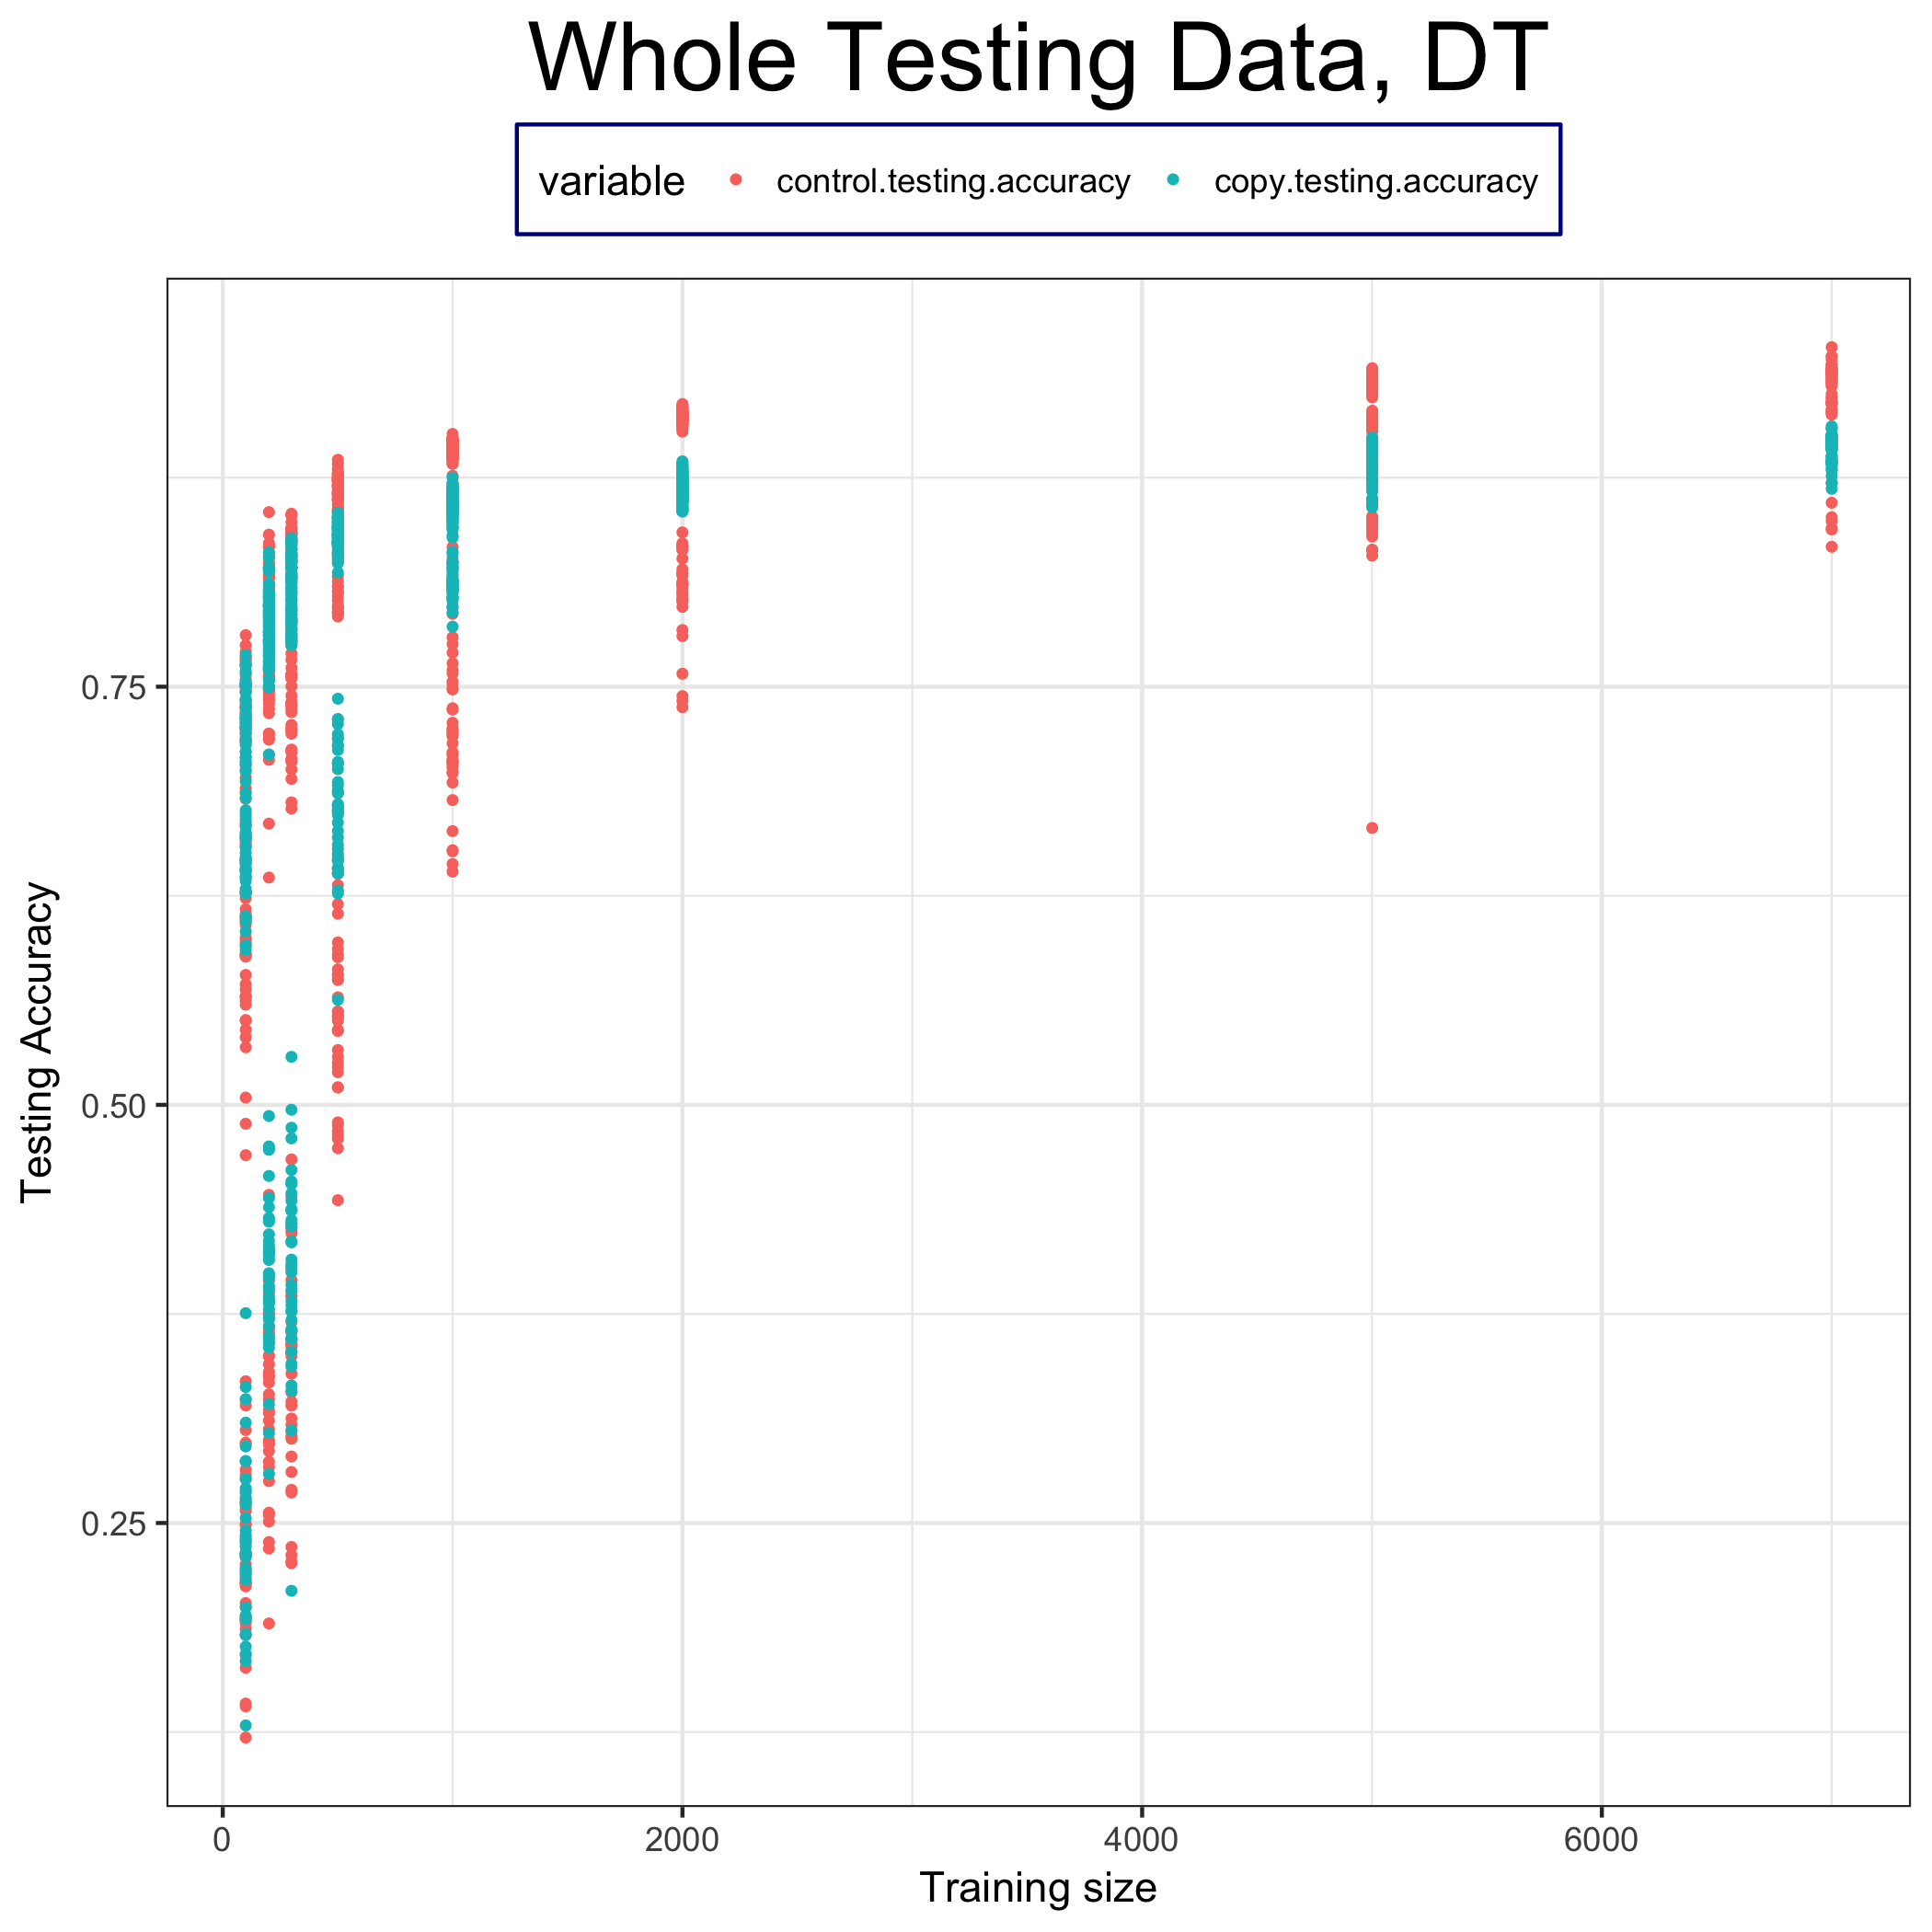 Whole Testing Data, DT
variable control.testing.accuracy copy.testing.accuracy
Testing Accuracy
0.75
0.50
0.25
0 2000 4000 6000
Training size